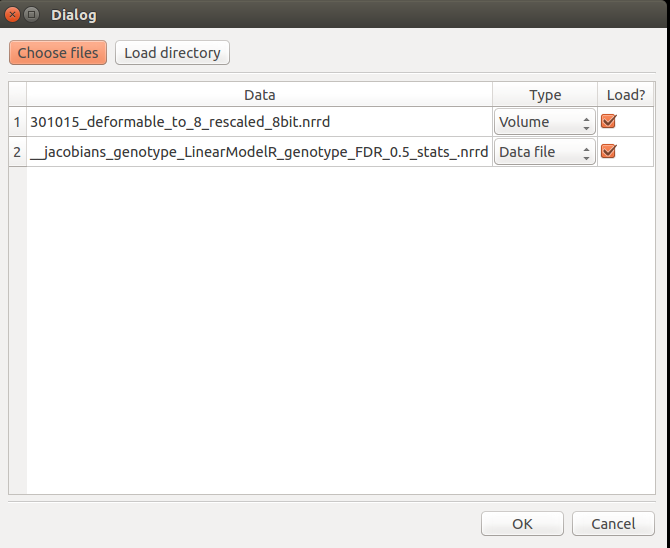 Dialog
Choose files Load directory
Data Type Load?
1 301015_deformable_to_8_rescaled_8bit.nrrd Volume
2 __jacobians_genotype_LinearModelR_genotype_FDR_0.5_stats_.nrrd Data file
OK Cancel